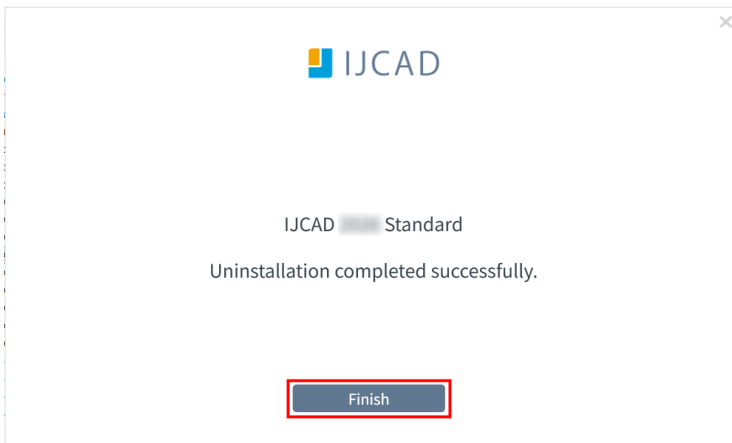 IJCAD
IJCAD Standard
Uninstallation completed successfully.
Finish